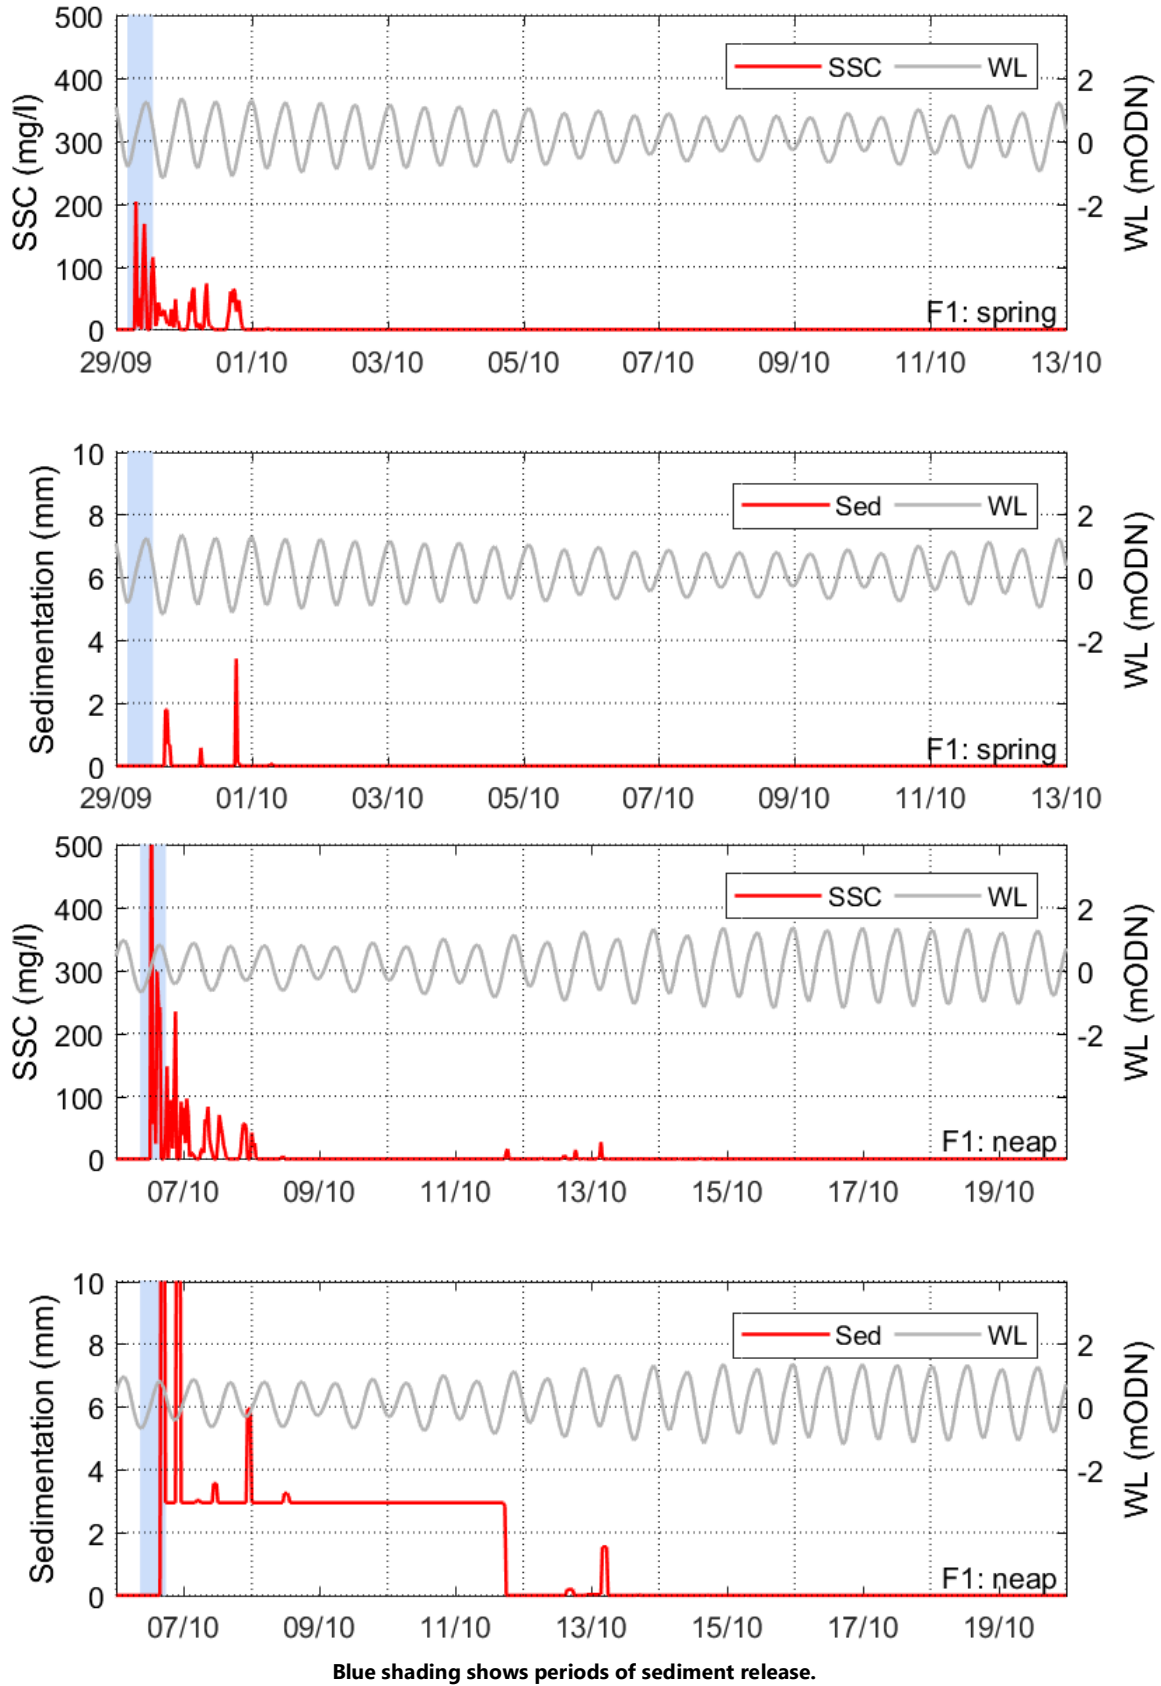 500
400
300
200
100
0
SSC (mg/l)
SSC WL
2
0
-2
WL (mODN)
F1: spring
29/09 01/10 03/10 05/10 07/10 09/10 11/10 13/10
10
8
6
4
2
0
Sedimentation (mm)
Sed WL
2
0
-2
WL (mODN)
F1: spring
29/09 01/10 03/10 05/10 07/10 09/10 11/10 13/10
500
400
300
200
100
0
SSC (mg/l)
SSC WL
2
0
-2
WL (mODN)
F1: neap
07/10 09/10 11/10 13/10 15/10 17/10 19/10
10
8
6
4
2
0
Sedimentation (mm)
Sed WL
2
0
-2
WL (mODN)
F1: neap
07/10 09/10 11/10 13/10 15/10 17/10 19/10
Blue shading shows periods of sediment release.